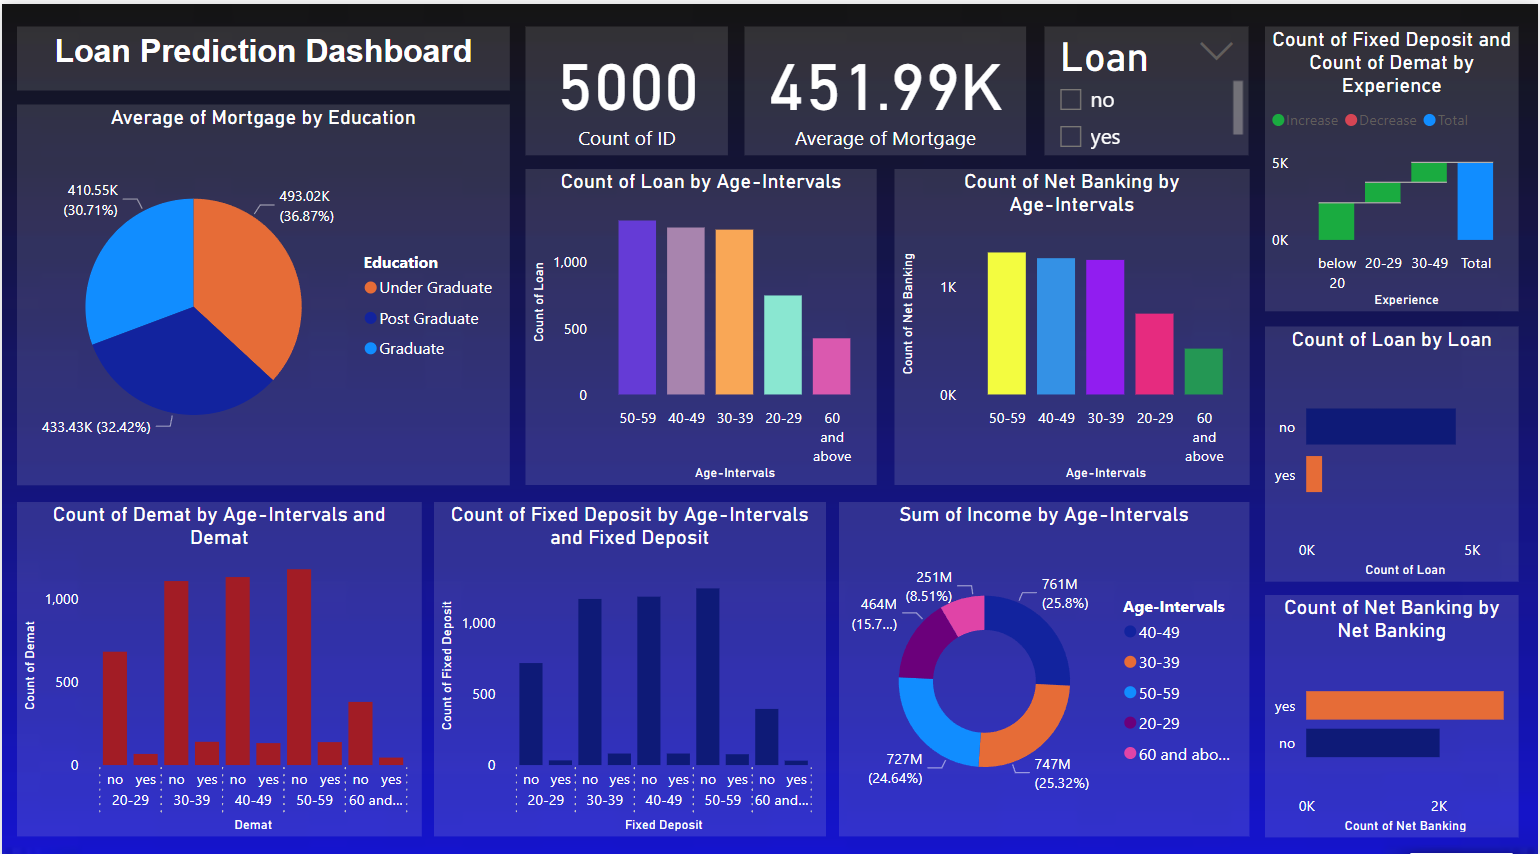 Loan Prediction Dashboard
5000
Count of ID
451.99K
Average of Mortgage
Loan
no
yes
Count of Fixed Deposit and
Count of Demat by
Experience
Increase Decrease Total
5K
0K
below
20
20-29
30-49
Total
Experience
Average of Mortgage by Education
410.55K
(30.71%)
493.02K
(36.87%)
433.43K (32.42%)
Education
Under Graduate
Post Graduate
Graduate
Count of Loan by Age-Intervals
Count of Loan
1,000
500
0
50-59
40-49
30-39
20-29
60
and
above
Age-Intervals
Count of Net Banking by
Age-Intervals
Count of Net Banking
1K
0K
50-59
40-49
30-39
20-29
60
and
above
Age-Intervals
Count of Loan by Loan
no
yes
0K
5K
Count of Loan
Count of Demat by Age-Intervals and
Demat
Count of Demat
1,000
500
0
no yes no yes no yes no yes no yes
20-29 30-39 40-49 50-59 60 and...
Demat
Count of Fixed Deposit by Age-Intervals
and Fixed Deposit
Count of Fixed Deposit
1,000
500
0
no yes no yes no yes no yes no yes
20-29 30-39 40-49 50-59 60 and...
Fixed Deposit
Sum of Income by Age-Intervals
251M
(8.51%)
761M
(25.8%)
464M
(15.7...)
727M
(24.64%)
747M
(25.32%)
Age-Intervals
40-49
30-39
50-59
20-29
60 and abo...
Count of Net Banking by
Net Banking
yes
no
0K
2K
Count of Net Banking